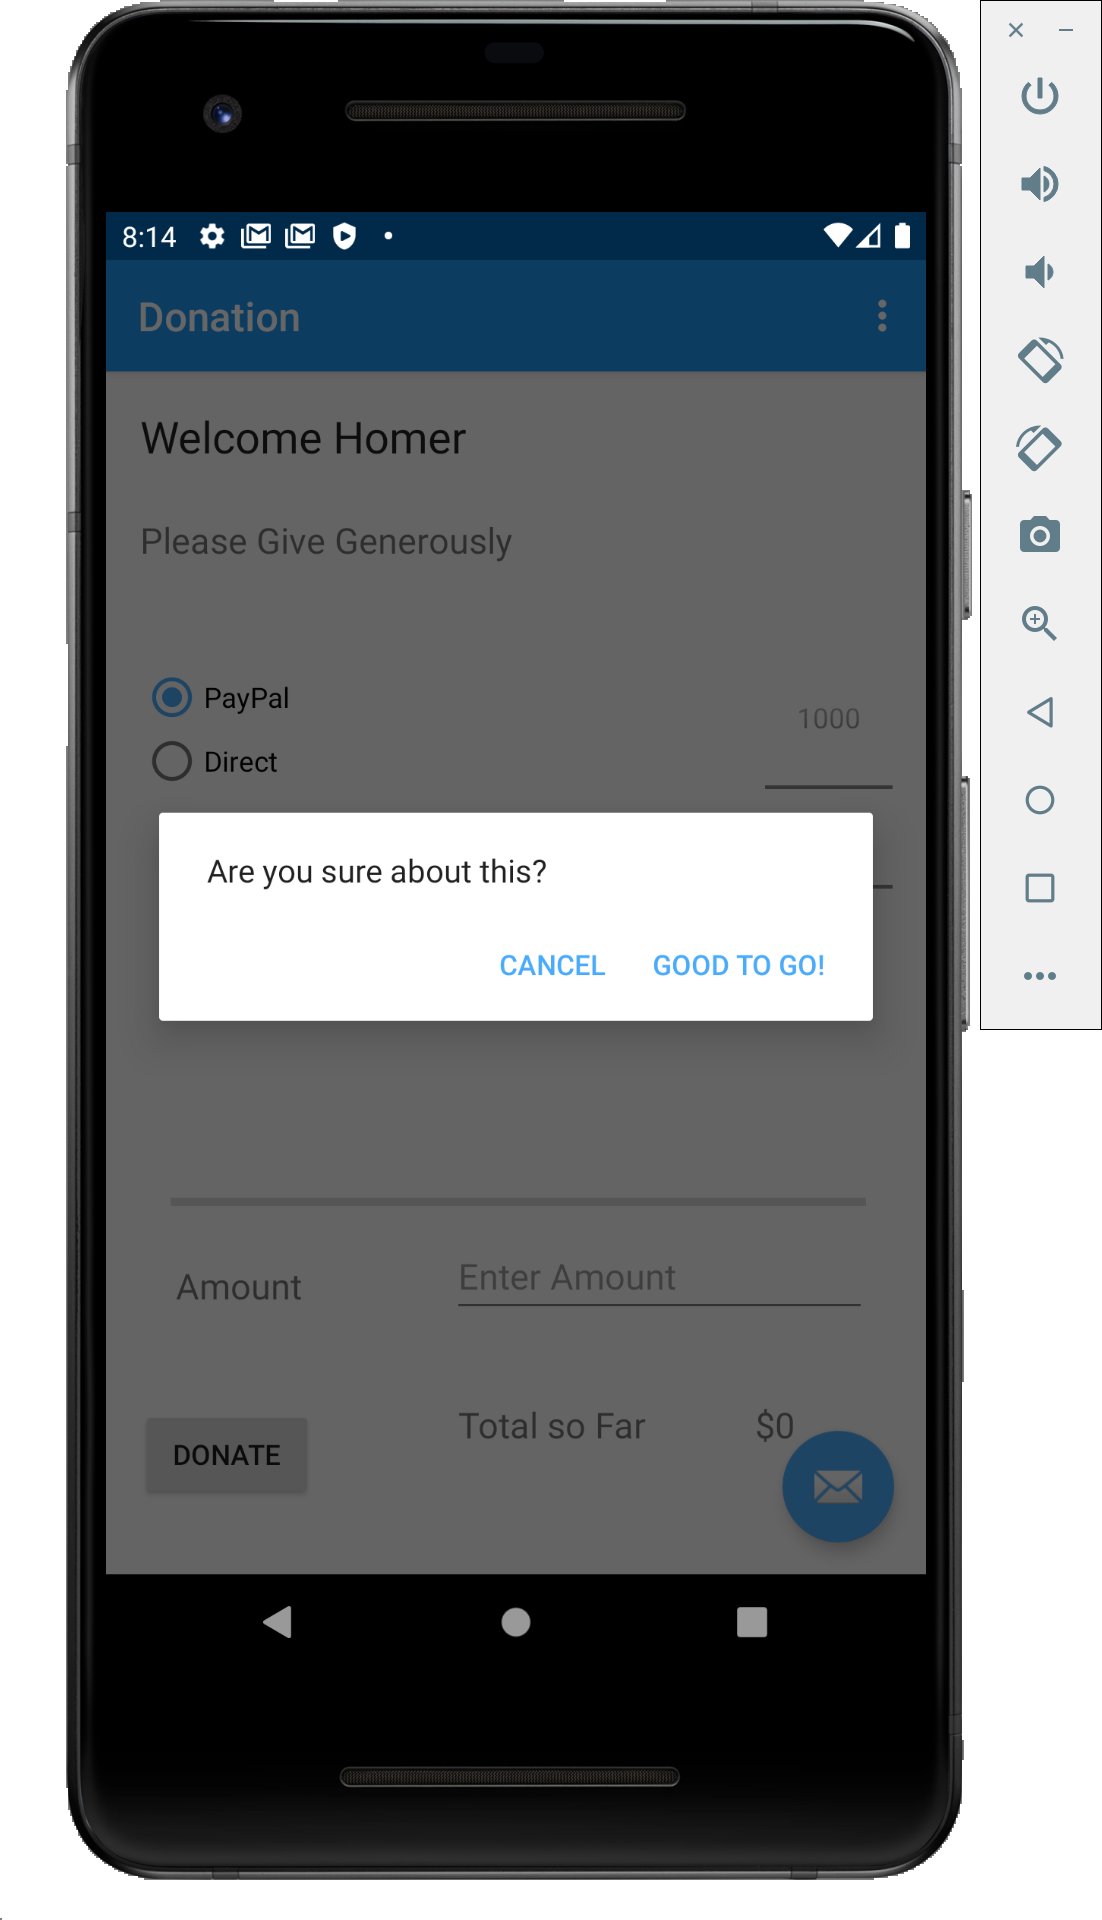 8:14
Donation
Welcome Homer
Please Give Generously
PayPal
1000
Direct
Are you sure about this?
CANCEL GOOD TO GO!
Amount Enter Amount
Total so Far $0
DONATE